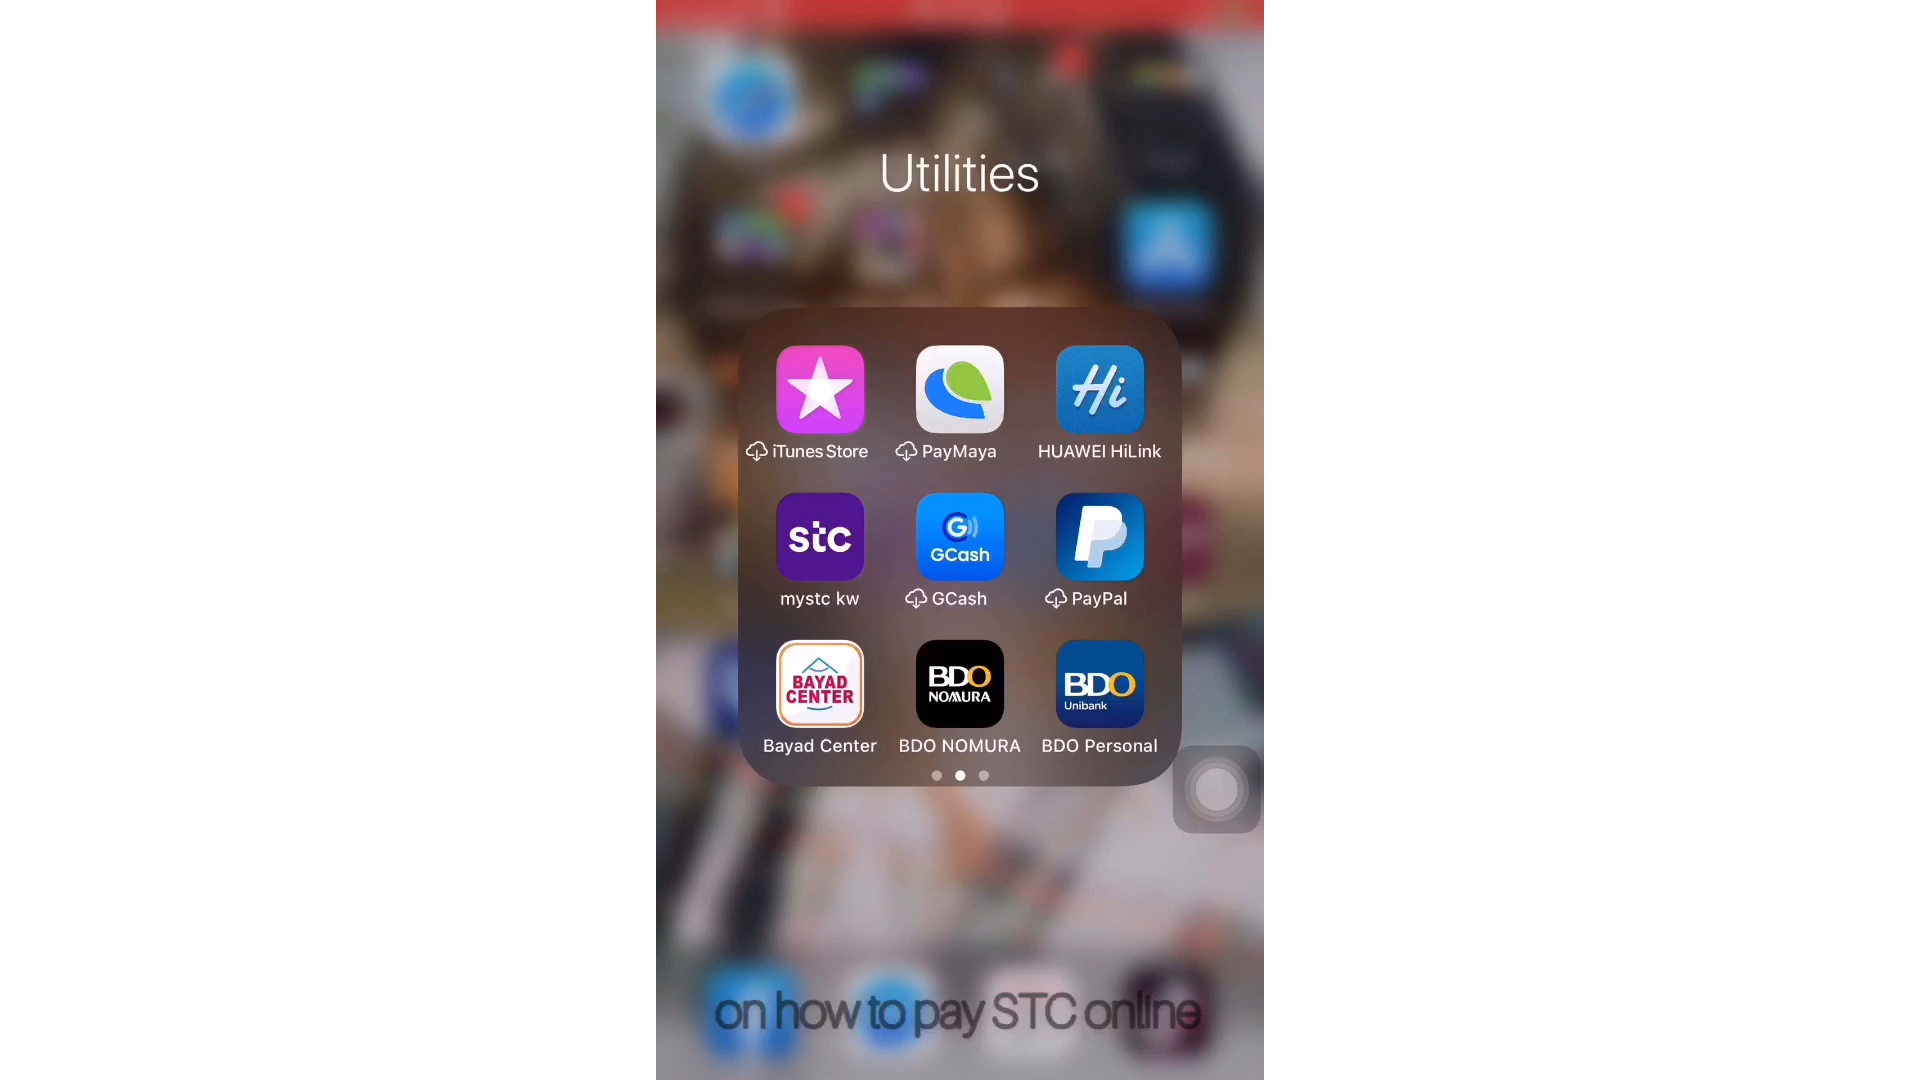 Utilities
iTunes Store
PayMaya
HUAWEI HiLink
Hi
stc
G
GCash
mystc kw
GCash
PayPal
BAYAD
CENTER
BDO
NOMURA
BDO
Unibank
Bayad Center
BDO NOMURA
BDO Personal
on how to pay STC online